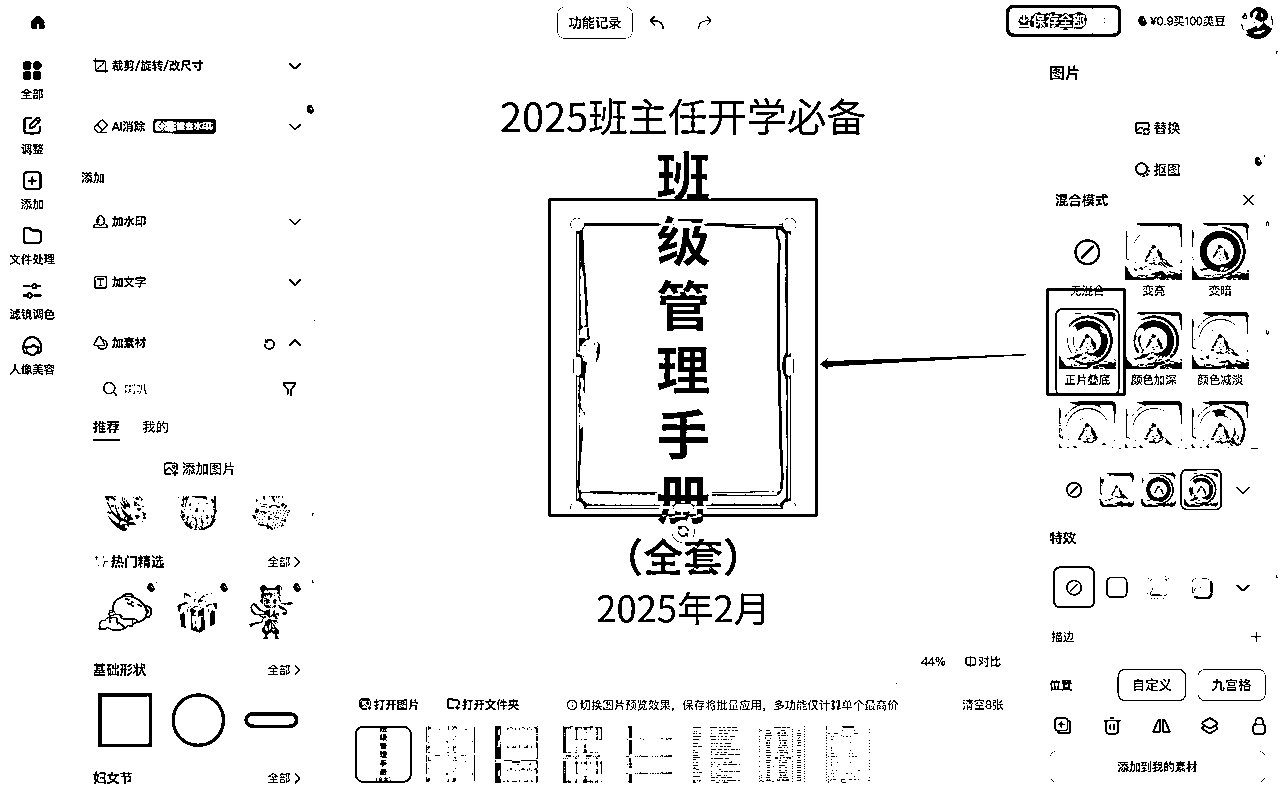 功能记录
保存全部
¥0.9买100奚豆
全部
调整
添加
文件处理
滤镜调色
人像美容
裁剪/旋转/改尺寸
AI消除
添加
加水印
加文字
加素材
推荐 我的
添加图片
热门精选 全部
基础形状 全部
妇女节 全部
2025班主任开学必备
班
级
管
理
手
册
（全套）
2025年2月
44% 对比
打开图片 打开文件夹 切换图片预览效果，保存将批量应用，多功能仅计算单个最高价 清空8张
图片
替换
抠图
混合模式
无混合 变亮 变暗
正片叠底 颜色加深 颜色减淡
特效
描边
位置 自定义 九宫格
添加到我的素材